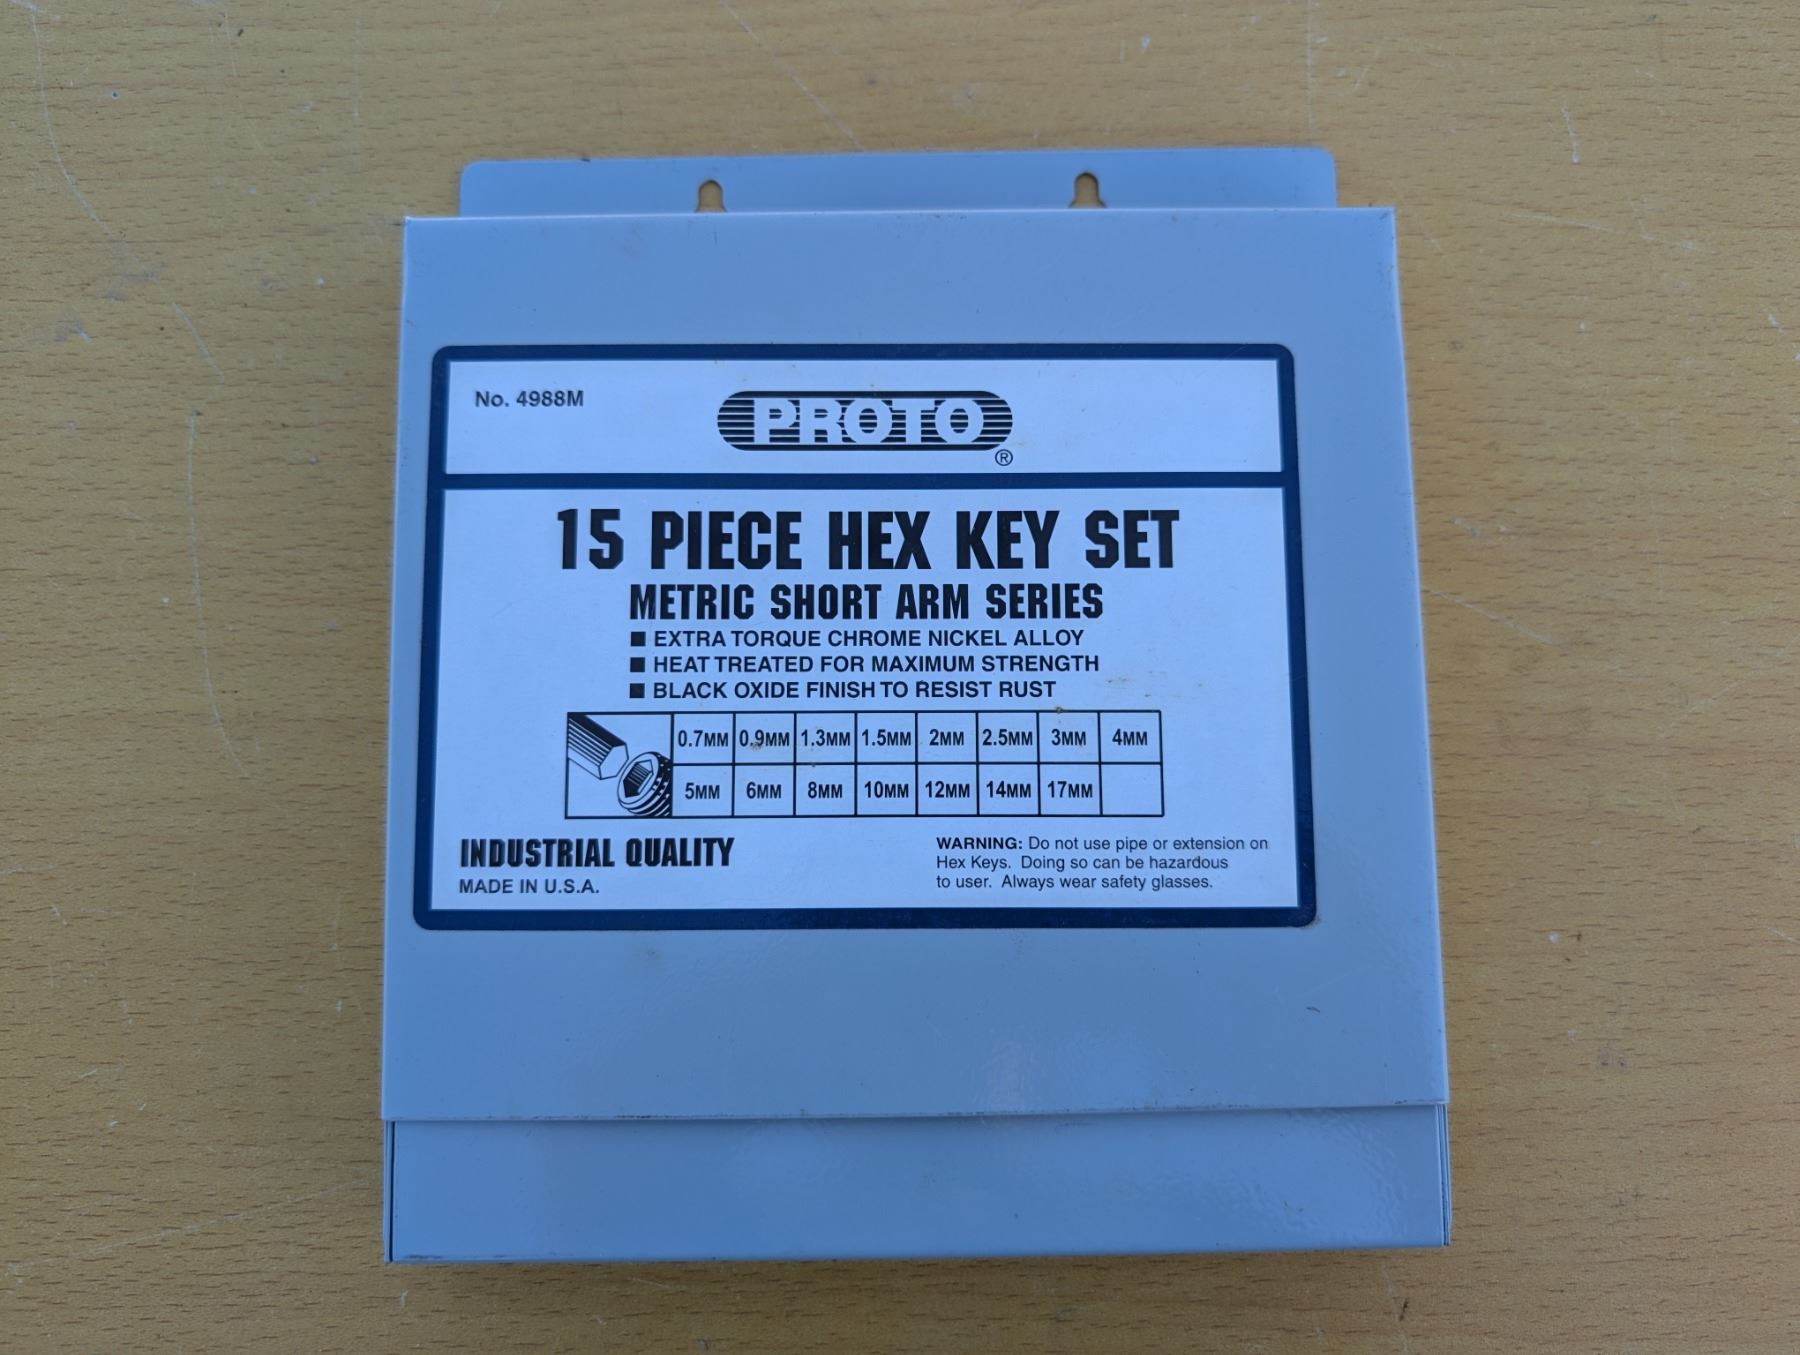 No. 4988M
PROTO
®
15 PIECE HEX KEY SET
METRIC SHORT ARM SERIES
■ EXTRA TORQUE CHROME NICKEL ALLOY
■ HEAT TREATED FOR MAXIMUM STRENGTH
■ BLACK OXIDE FINISH TO RESIST RUST
0.7MM 0.9MM 1.3MM 1.5MM 2MM 2.5MM 3MM 4MM
5MM 6MM 8MM 10MM 12MM 14MM 17MM
INDUSTRIAL QUALITY
MADE IN U.S.A.
WARNING: Do not use pipe or extension on
Hex Keys. Doing so can be hazardous
to user. Always wear safety glasses.